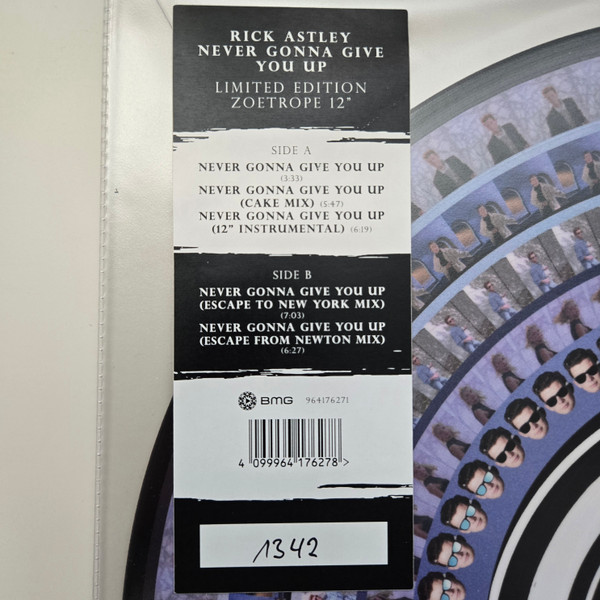 RICK ASTLEY
NEVER GONNA GIVE
YOU UP
LIMITED EDITION
ZOETROPE 12"
SIDE A
NEVER GONNA GIVE YOU UP
(3:33)
NEVER GONNA GIVE YOU UP
(CAKE MIX) (5:47)
NEVER GONNA GIVE YOU UP
(12" INSTRUMENTAL) (6:19)
SIDE B
NEVER GONNA GIVE YOU UP
(ESCAPE TO NEW YORK MIX)
(7:03)
NEVER GONNA GIVE YOU UP
(ESCAPE FROM NEWTON MIX)
(6:27)
BMG 964176271
4 099964 176278 >
1342